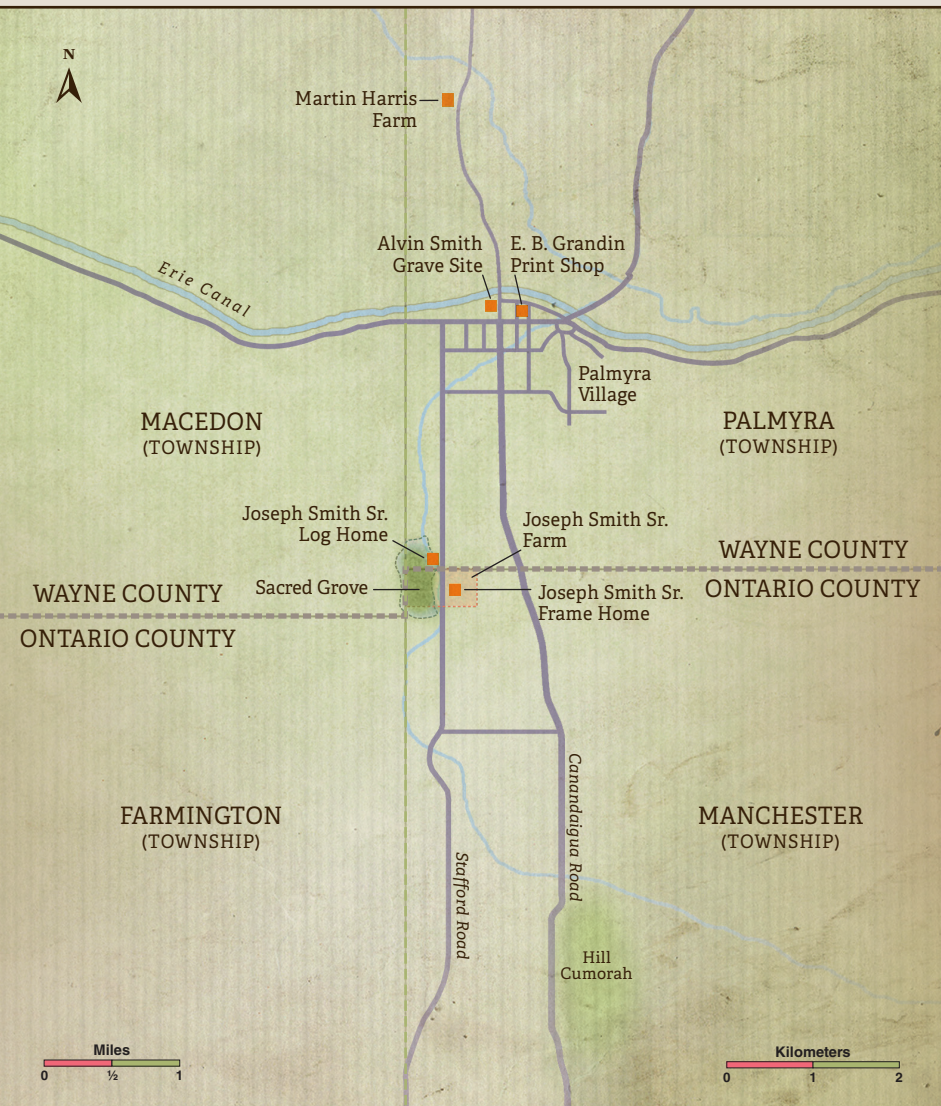 N
Martin Harris
Farm
Erie Canal
Alvin Smith
Grave Site
E. B. Grandin
Print Shop
Palmyra
Village
MACEDON
(TOWNSHIP)
PALMYRA
(TOWNSHIP)
Joseph Smith Sr.
Log Home
Joseph Smith Sr.
Farm
WAYNE COUNTY
ONTARIO COUNTY
Sacred Grove
Joseph Smith Sr.
Frame Home
WAYNE COUNTY
ONTARIO COUNTY
FARMINGTON
(TOWNSHIP)
Canandaigua Road
MANCHESTER
(TOWNSHIP)
Stafford Road
Hill
Cumorah
Miles
0 ½ 1
Kilometers
0 1 2